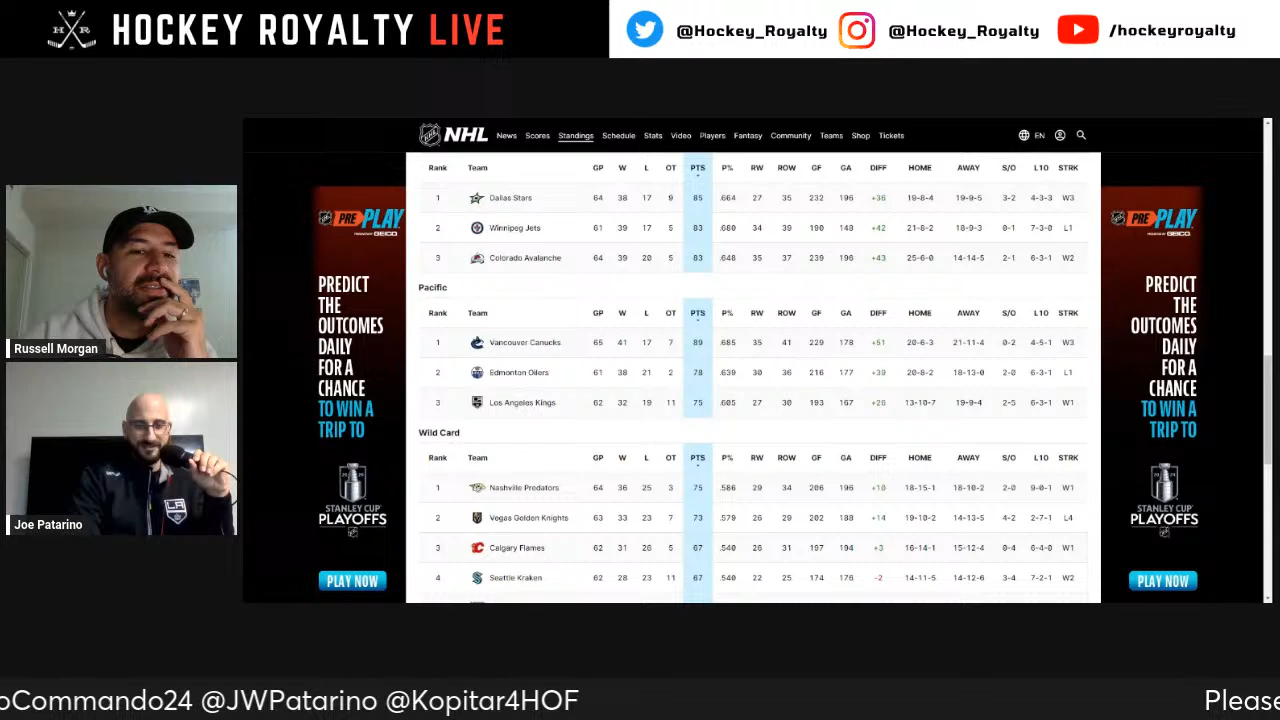 HOCKEY ROYALTY LIVE
@Hockey_Royalty @Hockey_Royalty /hockeyroyalty
NHL News Scores Standings Schedule Stats Video Players Fantasy Community Teams Shop Tickets EN
Rank Team GP W L OT PTS P% RW ROW GF GA DIFF HOME AWAY S/O L10 STRK
1 Dallas Stars 64 38 17 9 85 .664 27 35 232 196 +36 19-8-4 19-9-5 3-2 4-3-3 W3
Winnipeg Jets 61 39 17 5 83 .680 34 39 190 148 +42 21-8-2 18-9-3 0-1 7-3-0 L1
3 Colorado Avalanche 64 39 20 5 83 .648 35 37 239 196 +43 25-6-0 14-14-5 2-1 6-3-1 W2
Pacific
Rank Team GP W L OT PTS P% RW ROW GF GA DIFF HOME AWAY S/O L10 STRK
1 Vancouver Canucks 65 41 17 7 89 .685 35 41 229 178 +51 20-6-3 21-11-4 0-2 4-5-1 W3
2 Edmonton Oilers 61 38 21 2 78 .639 30 36 216 177 +39 20-8-2 18-13-0 2-0 6-3-1 L1
3 Los Angeles Kings 62 32 19 11 75 .605 27 30 193 167 +26 13-10-7 19-9-4 2-5 6-3-1 W1
Wild Card
Rank Team GP W L OT PTS P% RW ROW GF GA DIFF HOME AWAY S/O L10 STRK
1 Nashville Predators 64 36 25 3 75 .586 29 34 206 196 +10 18-15-1 18-10-2 2-0 9-0-1 W1
2 Vegas Golden Knights 63 33 23 7 73 .579 26 29 202 188 +14 19-10-2 14-13-5 4-2 2-7-1 L4
3 Calgary Flames 62 31 26 5 67 .540 26 31 197 194 +3 16-14-1 15-12-4 0-4 6-4-0 W1
4 Seattle Kraken 62 28 23 11 67 .540 22 25 174 176 -2 14-11-5 14-12-6 3-4 7-2-1 W2
PRE PLAY
GEICO
PREDICT
THE
OUTCOMES
DAILY
FOR A
CHANCE
TO WIN A
TRIP TO
STANLEY CUP
PLAYOFFS
PLAY NOW
PRE PLAY
GEICO
PREDICT
THE
OUTCOMES
DAILY
FOR A
CHANCE
TO WIN A
TRIP TO
STANLEY CUP
PLAYOFFS
PLAY NOW
Russell Morgan
LA
Joe Patarino
oCommando24 @JWPatarino @Kopitar4HOF Please